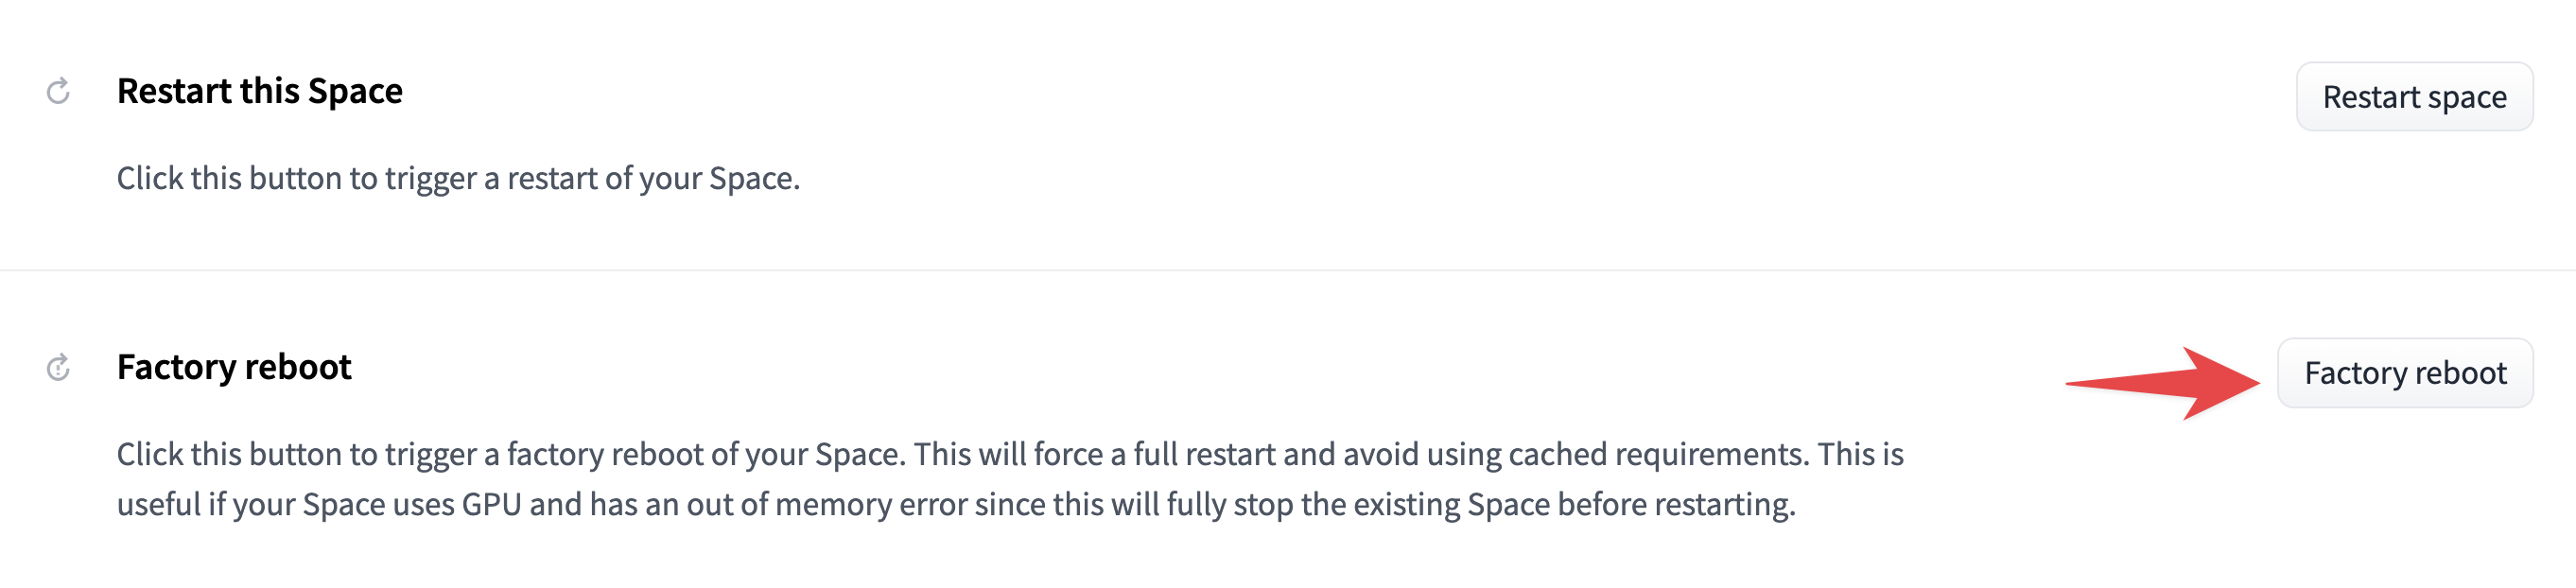 Restart this Space
Restart space
Click this button to trigger a restart of your Space.
Factory reboot
Factory reboot
Click this button to trigger a factory reboot of your Space. This will force a full restart and avoid using cached requirements. This is
useful if your Space uses GPU and has an out of memory error since this will fully stop the existing Space before restarting.